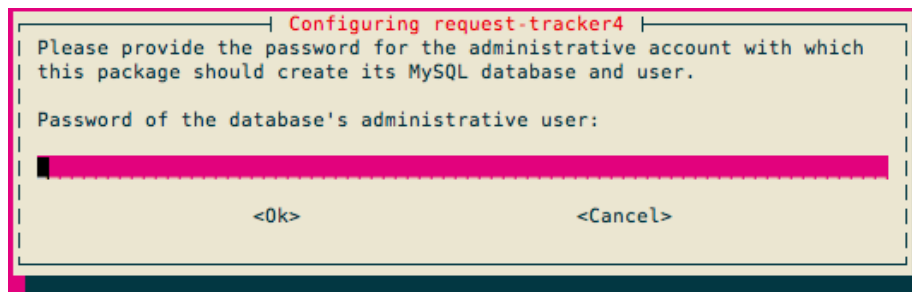 Configuring request-tracker4
Please provide the password for the administrative account with which
this package should create its MySQL database and user.
Password of the database's administrative user:
<Ok> <Cancel>